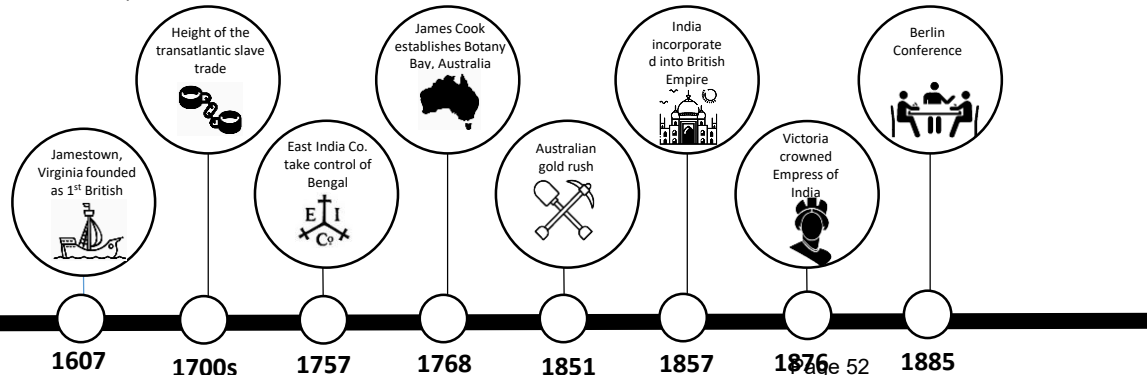 Height of the
transatlantic slave
trade
James Cook
establishes Botany
Bay, Australia
India
incorporate
d into British
Empire
Berlin
Conference
Jamestown,
Virginia founded
as 1st British
East India Co.
take control of
Bengal
E I
Co
Australian
gold rush
Victoria
crowned
Empress of
India
1607
1700s
1757
1768
1851
1857
1876
1885
Page 52